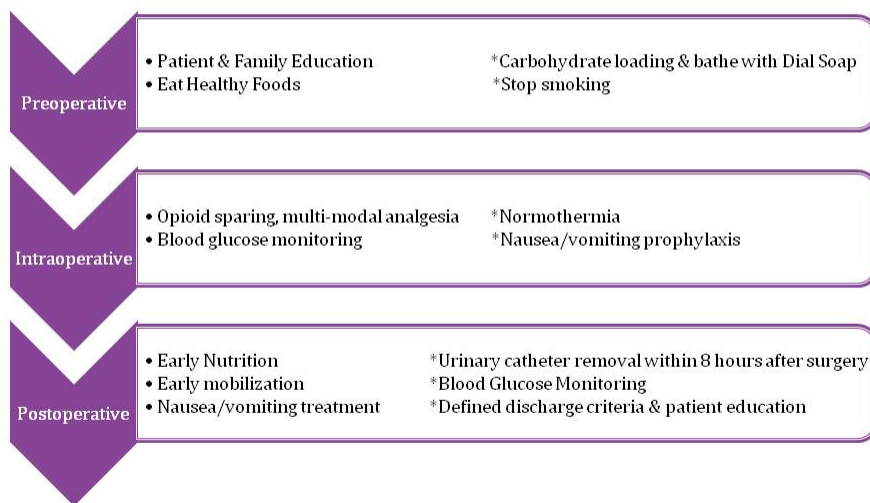 Preoperative
• Patient & Family Education *Carbohydrate loading & bathe with Dial Soap
• Eat Healthy Foods *Stop smoking
Intraoperative
• Opioid sparing, multi-modal analgesia *Normothermia
• Blood glucose monitoring *Nausea/vomiting prophylaxis
Postoperative
• Early Nutrition *Urinary catheter removal within 8 hours after surgery
• Early mobilization *Blood Glucose Monitoring
• Nausea/vomiting treatment *Defined discharge criteria & patient education